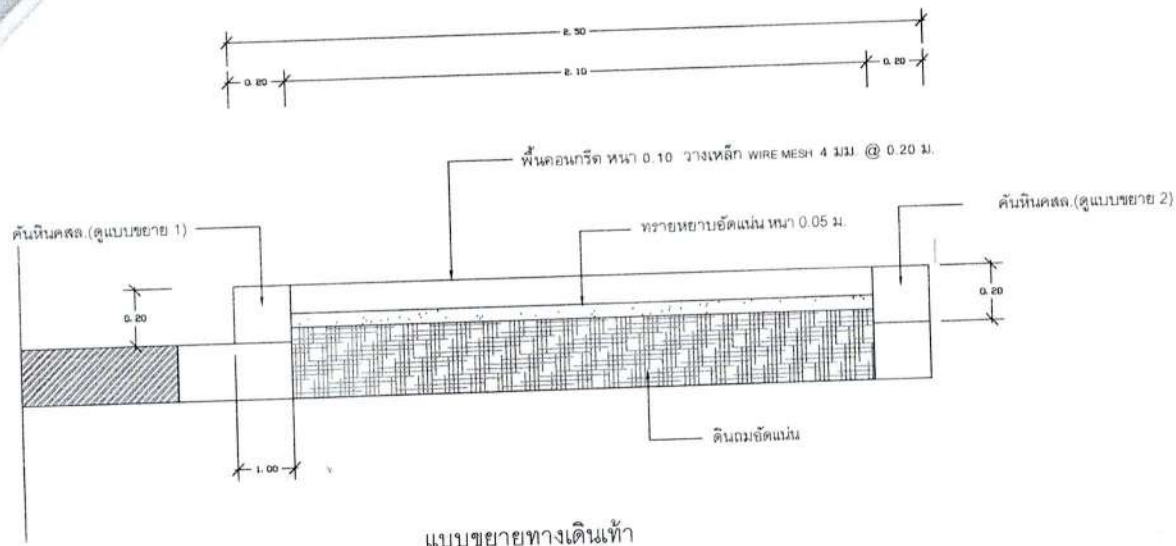 2.50
0.20
2.10
0.20
พื้นคอนกรีต หนา 0.10 วางเหล็ก WIRE MESH 4 มม. @ 0.20 ม.
คันหินคสล.(ดูแบบขยาย 1)
ทรายหยาบอัดแน่น หนา 0.05 ม.
คันหินคสล.(ดูแบบขยาย 2)
0.20
0.20
ดินถมอัดแน่น
1.00
แบบขยายทางเดินเท้า